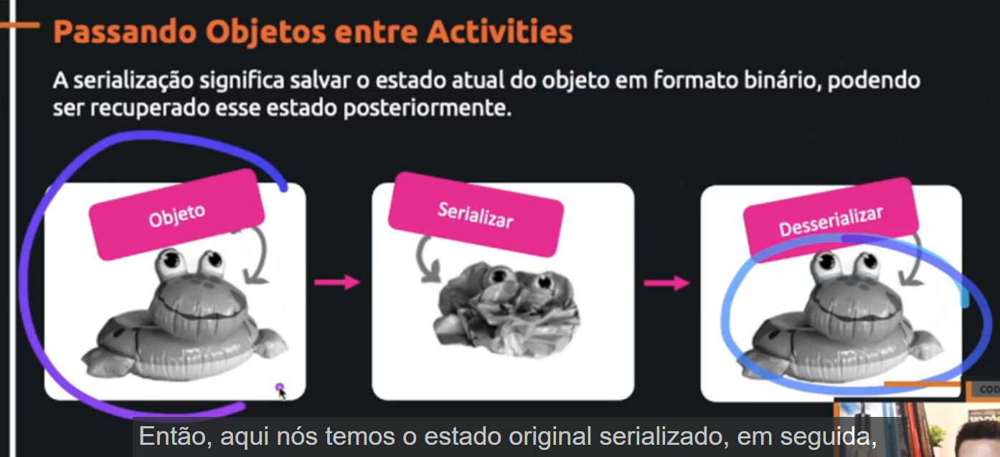 Passando Objetos entre Activities
A serialização significa salvar o estado atual do objeto em formato binário, podendo
ser recuperado esse estado posteriormente.
Objeto
Serializar
Desserializar
COD
Então, aqui nós temos o estado original serializado, em seguida,